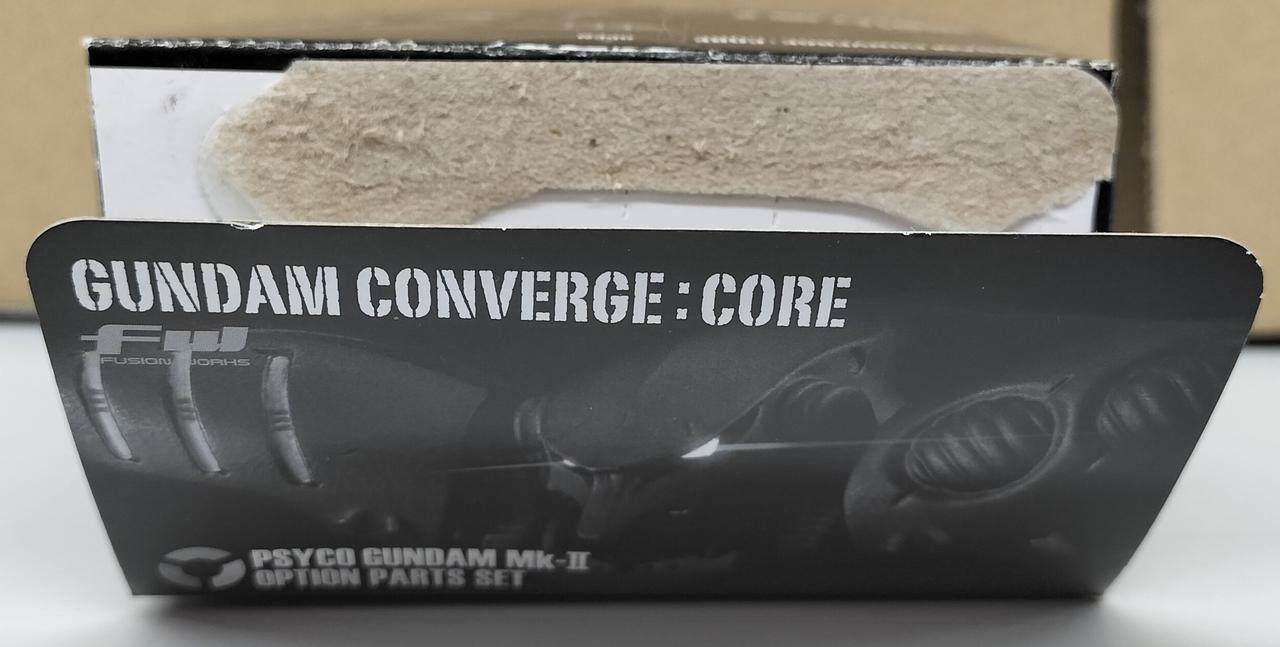 GUNDAM CONVERGE:CORE
fw
FUSION WORKS
PSYCO GUNDAM Mk-II
OPTION PARTS SET